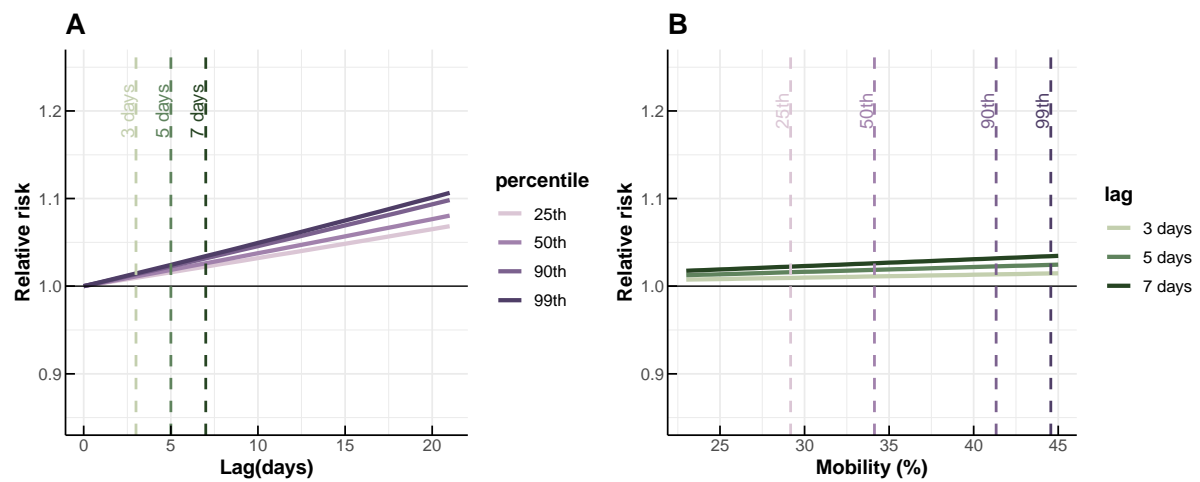 A
Relative risk
1.2
1.1
1.0
0.9
3 days
5 days
7 days
0
5
10
15
20
Lag(days)
percentile
25th
50th
90th
99th
B
Relative risk
1.2
1.1
1.0
0.9
25th
50th
90th
99th
25
30
35
40
45
Mobility (%)
lag
3 days
5 days
7 days